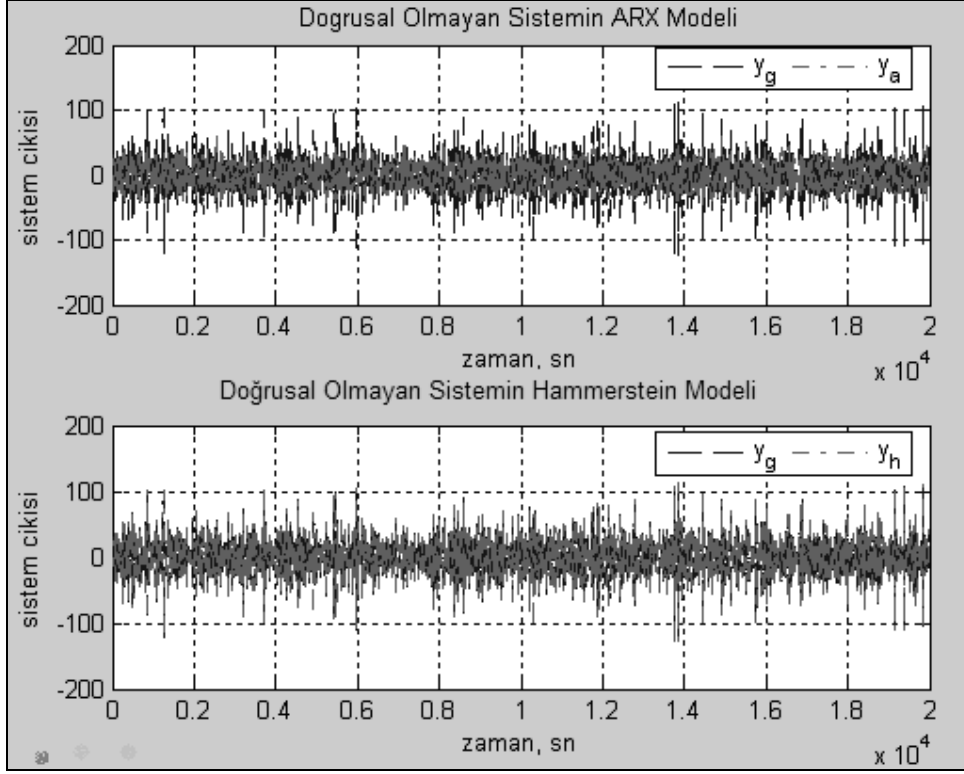 Dogrusal Olmayan Sistemin ARX Modeli
200
100
0
-100
-200
sistem cikisi
y_g
y_a
0 0.2 0.4 0.6 0.8 1 1.2 1.4 1.6 1.8 2
zaman, sn
x 10^4
Doğrusal Olmayan Sistemin Hammerstein Modeli
200
100
0
-100
-200
sistem cikisi
y_g
y_h
0 0.2 0.4 0.6 0.8 1 1.2 1.4 1.6 1.8 2
zaman, sn
x 10^4